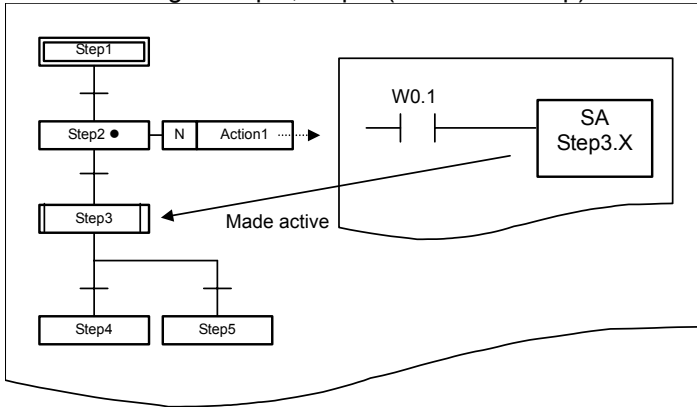 Step1
Step2
N
Action1
W0.1
SA
Step3.X
Step3
Made active
Step4
Step5